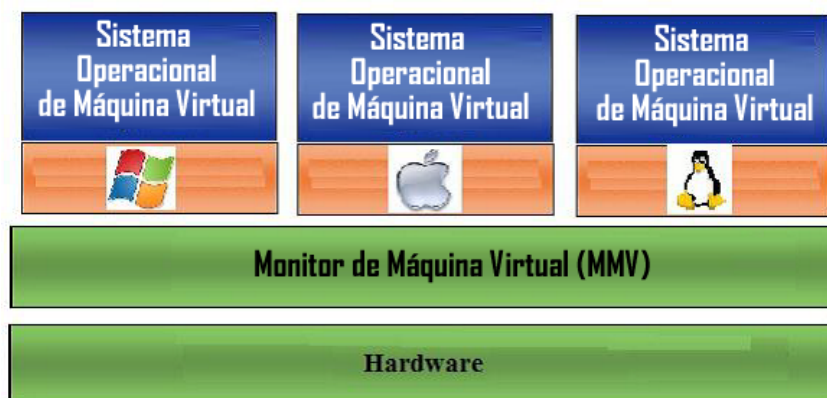 Sistema
Operacional
de Máquina Virtual
Sistema
Operacional
de Máquina Virtual
Sistema
Operacional
de Máquina Virtual
Monitor de Máquina Virtual (MMV)
Hardware